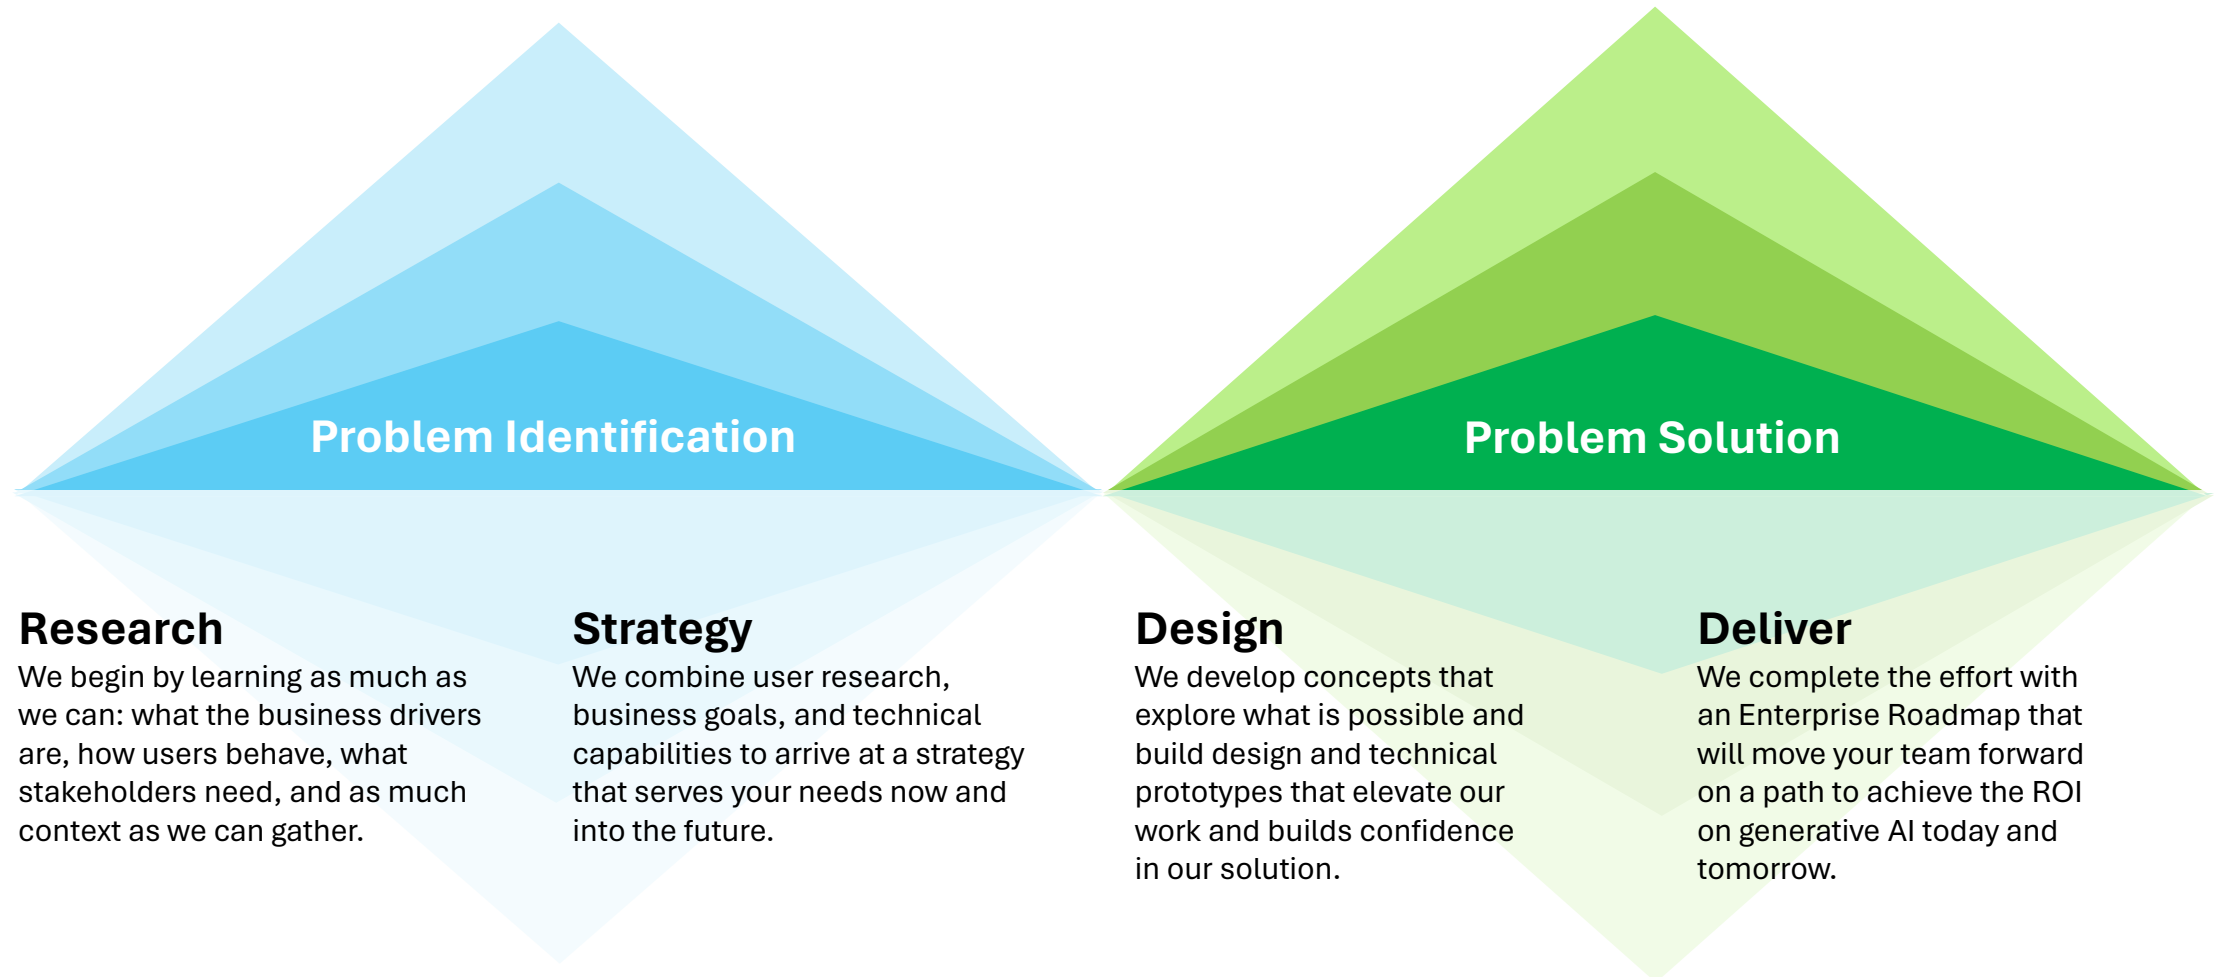 Problem Identification
Problem Solution
Research
We begin by learning as much as
we can: what the business drivers
are, how users behave, what
stakeholders need, and as much
context as we can gather.
Strategy
We combine user research,
business goals, and technical
capabilities to arrive at a strategy
that serves your needs now and
into the future.
Design
We develop concepts that
explore what is possible and
build design and technical
prototypes that elevate our
work and builds confidence
in our solution.
Deliver
We complete the effort with
an Enterprise Roadmap that
will move your team forward
on a path to achieve the ROI
on generative AI today and
tomorrow.